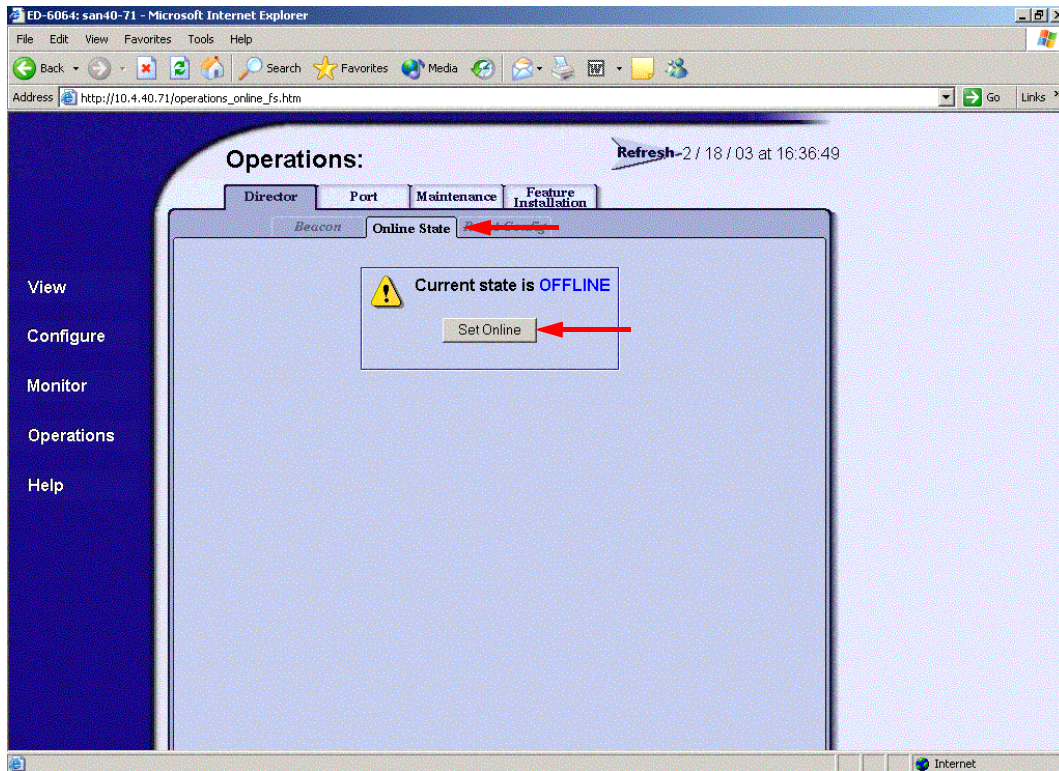 ED-6064: san40-71 - Microsoft Internet Explorer
File Edit View Favorites Tools Help
Back Search Favorites Media
Address http://10.4.40.71/operations_online_fs.htm Go Links »
Operations:
Refresh-2 / 18 / 03 at 16:36:49
Director Port Maintenance Feature Installation
Beacon Online State Config
Current state is OFFLINE
Set Online
View
Configure
Monitor
Operations
Help
Internet